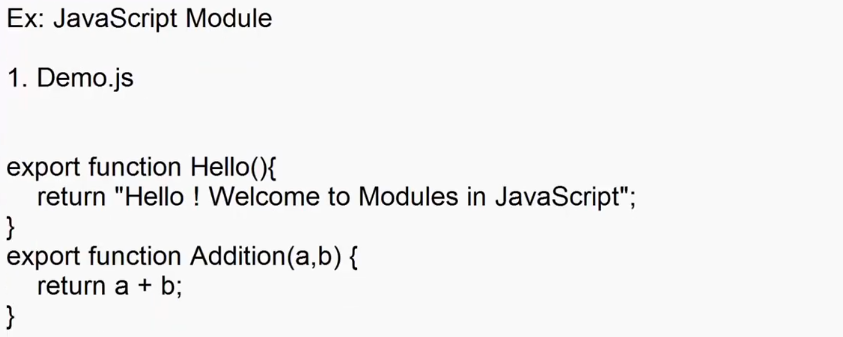 Ex: JavaScript Module
1. Demo.js
export function Hello(){
return "Hello ! Welcome to Modules in JavaScript";
}
export function Addition(a,b) {
return a + b;
}